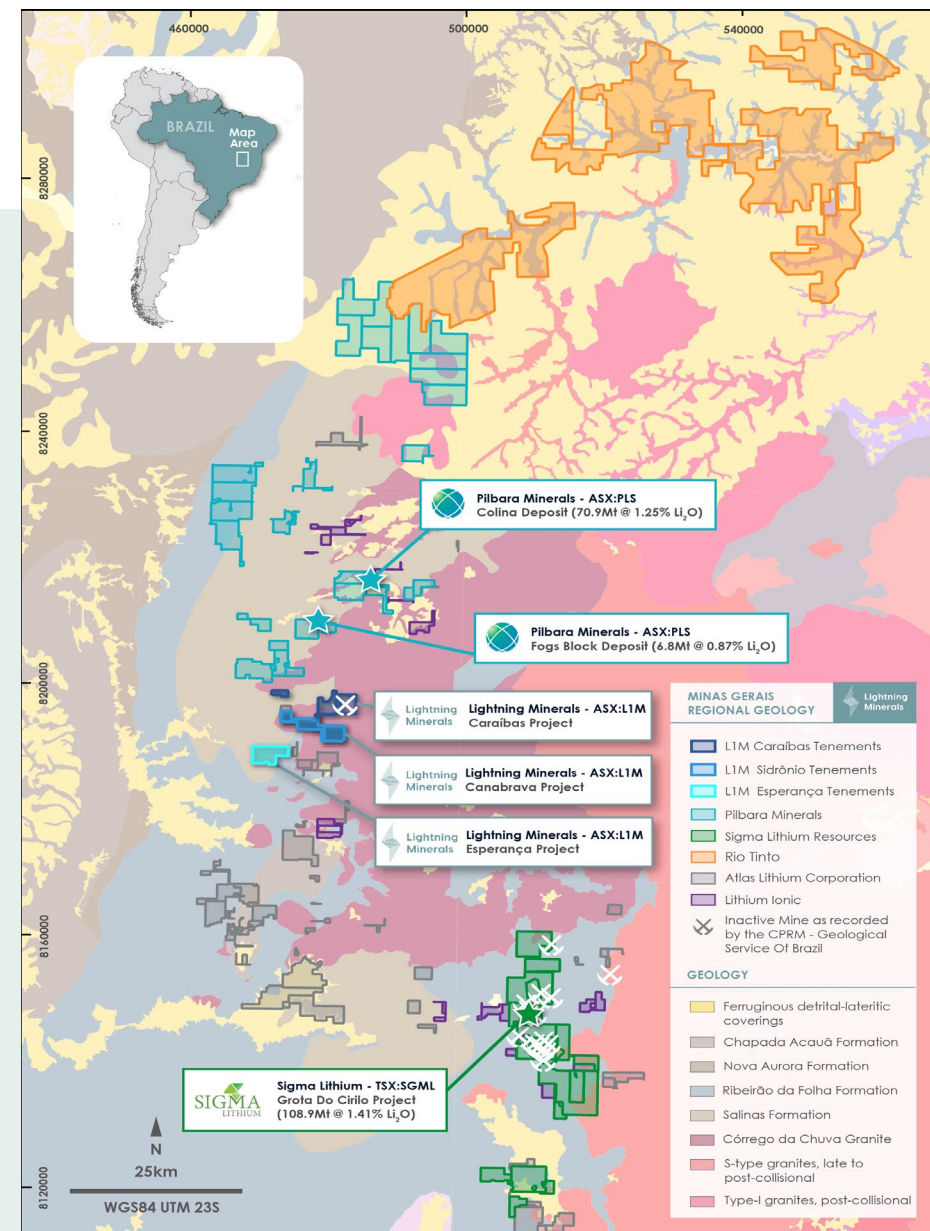 460000
500000
540000
BRAZIL
Map
Area
8280000
8240000
8200000
8160000
8120000
Pilbara Minerals - ASX:PLS
Colina Deposit (70.9Mt @ 1.25% Li₂O)
Pilbara Minerals - ASX:PLS
Fogs Block Deposit (6.8Mt @ 0.87% Li₂O)
Lightning
Minerals
Lightning Minerals - ASX:L1M
Caraíbas Project
Lightning
Minerals
Lightning Minerals - ASX:L1M
Canabrava Project
Lightning
Minerals
Lightning Minerals - ASX:L1M
Esperança Project
SIGMA
LITHIUM
Sigma Lithium - TSX:SGML
Grota Do Cirilo Project
(108.9Mt @ 1.41% Li₂O)
N
25km
WGS84 UTM 23S
MINAS GERAIS
REGIONAL GEOLOGY
Lightning
Minerals
L1M Caraíbas Tenements
L1M Sidrônio Tenements
L1M Esperança Tenements
Pilbara Minerals
Sigma Lithium Resources
Rio Tinto
Atlas Lithium Corporation
Lithium Ionic
Inactive Mine as recorded
by the CPRM - Geological
Service Of Brazil
GEOLOGY
Ferruginous detrital-lateritic
coverings
Chapada Acauã Formation
Nova Aurora Formation
Ribeirão da Folha Formation
Salinas Formation
Córrego da Chuva Granite
S-type granites, late to
post-collisional
Type-I granites, post-collisional